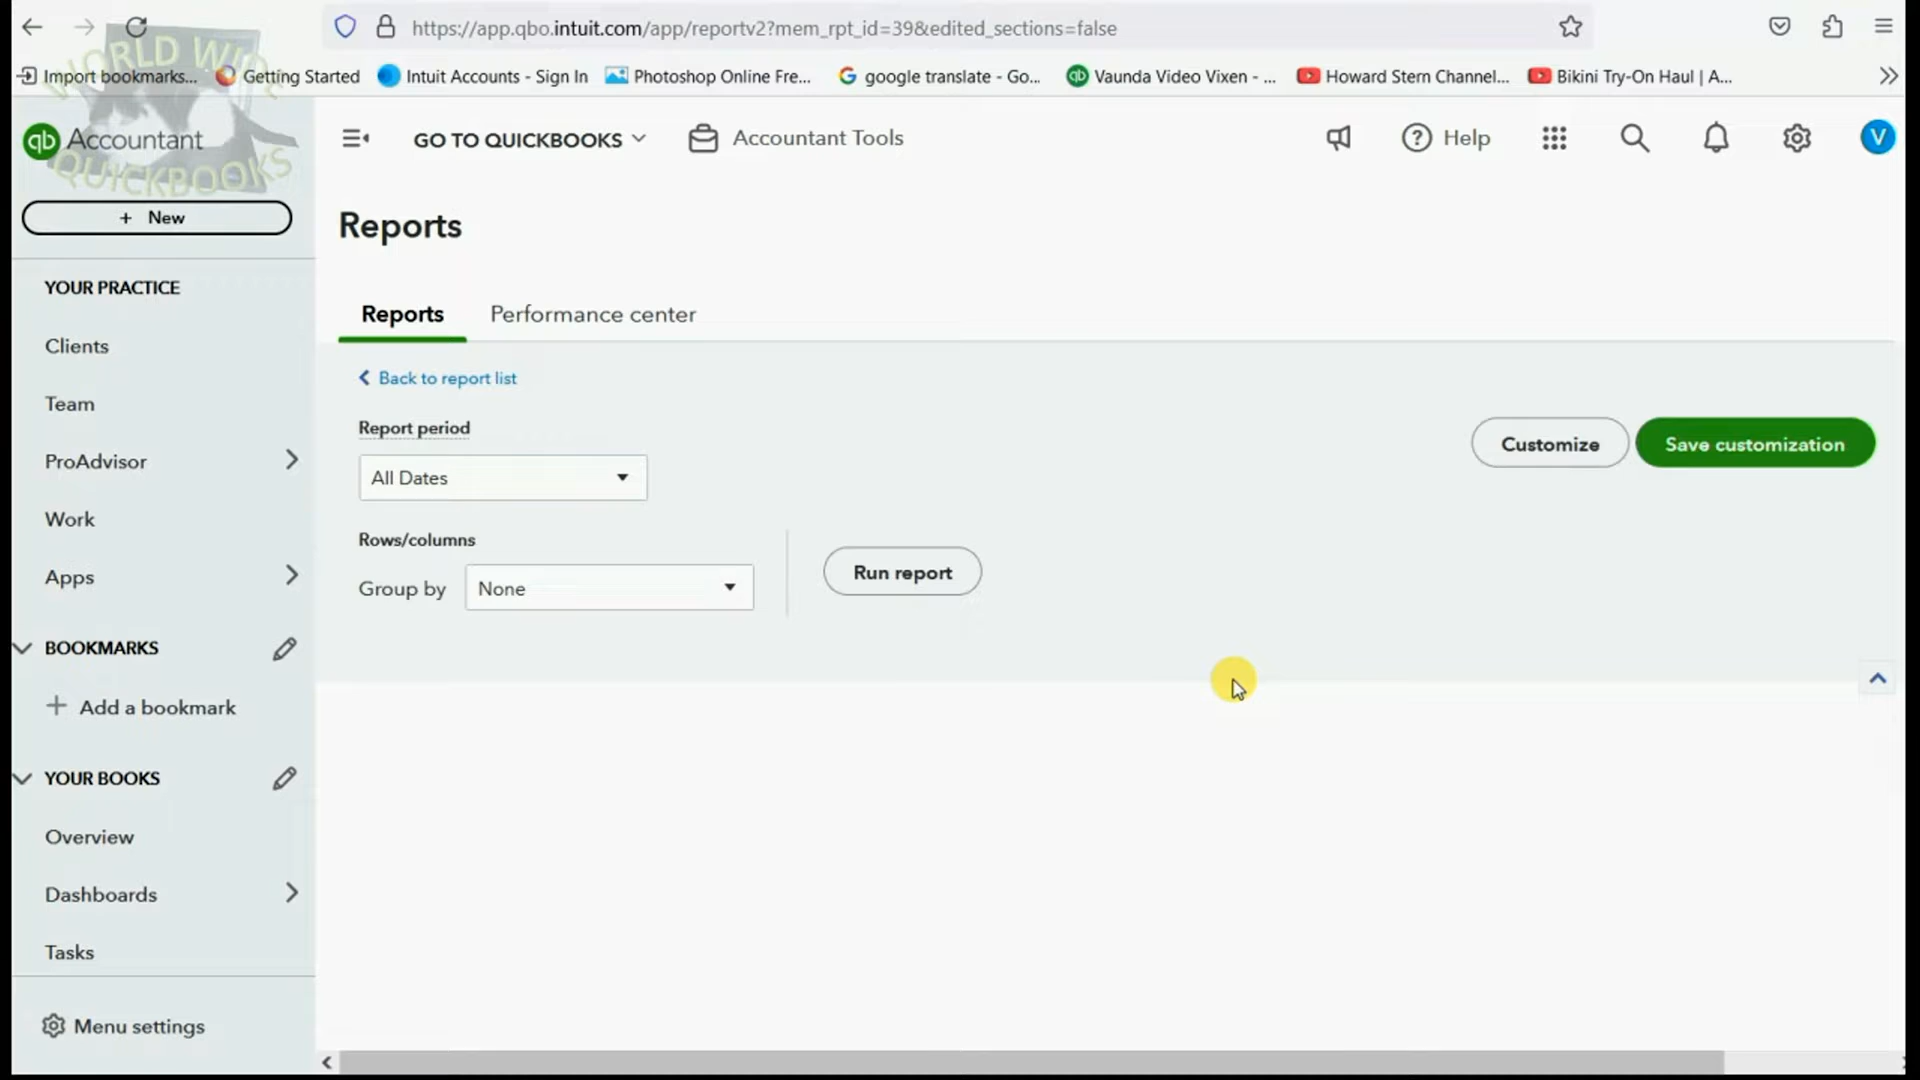 https://app.qbo.intuit.com/app/reportv2?mem_rpt_id=39&edited_sections=false
Import bookmarks... Getting Started Intuit Accounts - Sign In Photoshop Online Fre... google translate - Go... Vaunda Video Vixen - ... Howard Stern Channel... Bikini Try-On Haul | A...
WORLD WIDE
QUICKBOOKS
qb Accountant
GO TO QUICKBOOKS Accountant Tools Help V
+ New
Reports
YOUR PRACTICE
Clients
Team
ProAdvisor
Work
Apps
BOOKMARKS
+ Add a bookmark
YOUR BOOKS
Overview
Dashboards
Tasks
Menu settings
Reports Performance center
Back to report list
Report period
All Dates
Customize Save customization
Rows/columns
Group by None
Run report